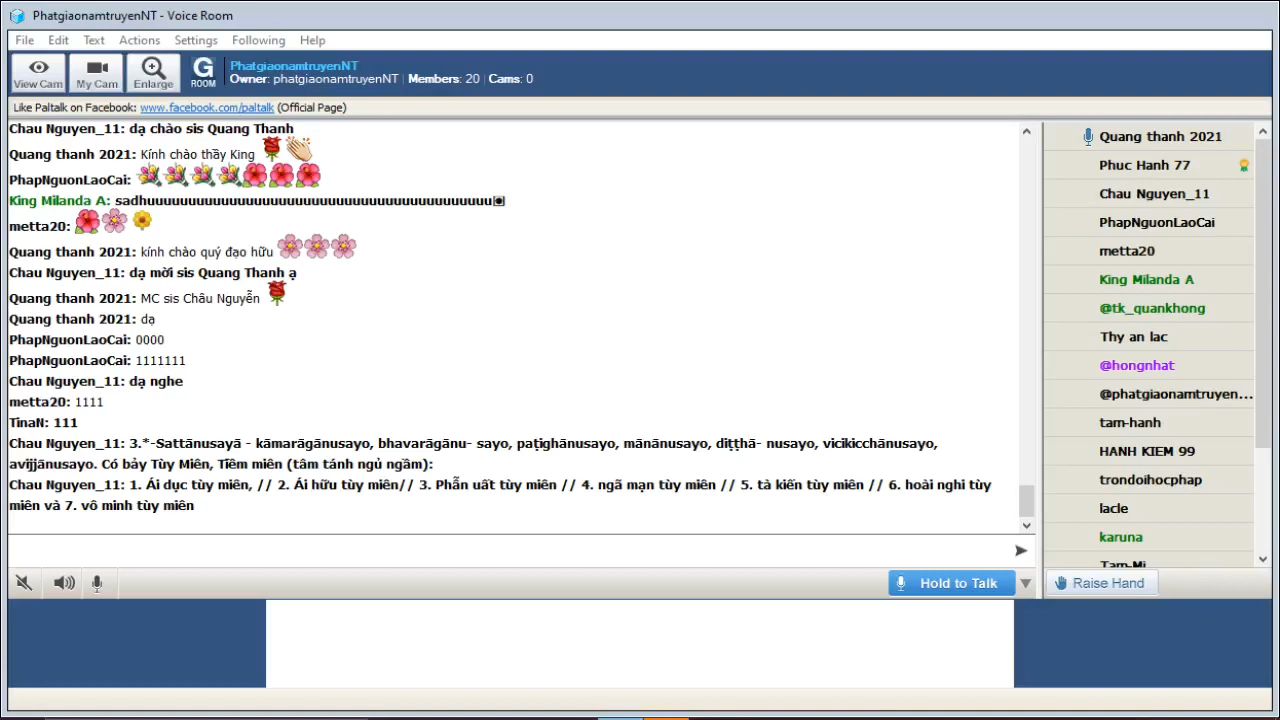 PhatgiaonamtruyenNT - Voice Room
File Edit Text Actions Settings Following Help
View Cam My Cam Enlarge G ROOM
PhatgiaonamtruyenNT
Owner: phatgiaonamtruyenNT | Members: 20 | Cams: 0
Like Paltalk on Facebook: www.facebook.com/paltalk (Official Page)
Chau Nguyen_11: dạ chào sis Quang Thanh
Quang thanh 2021: Kính chào thầy King
PhapNguonLaoCai:
King Milanda A: sadhuuuuuuuuuuuuuuuuuuuuuuuuuuuuuuuuuuuuuuuuuu
metta20:
Quang thanh 2021: kính chào quý đạo hữu
Chau Nguyen_11: dạ mời sis Quang Thanh ạ
Quang thanh 2021: MC sis Châu Nguyễn
Quang thanh 2021: dạ
PhapNguonLaoCai: 0000
PhapNguonLaoCai: 1111111
Chau Nguyen_11: dạ nghe
metta20: 1111
TinaN: 111
Chau Nguyen_11: 3.*-Sattānusayā - kāmarāgānusayo, bhavarāgānu- sayo, paṭighānusayo, mānānusayo, diṭṭhā- nusayo, vicikicchānusayo,
avijjānusayo. Có bảy Tùy Miên, Tiềm miên (tâm tánh ngủ ngầm):
Chau Nguyen_11: 1. Ái dục tùy miên, // 2. Ái hữu tùy miên// 3. Phẫn uất tùy miên // 4. ngã mạn tùy miên // 5. tà kiến tùy miên // 6. hoài nghi tùy
miên và 7. vô minh tùy miên
Quang thanh 2021
Phuc Hanh 77
Chau Nguyen_11
PhapNguonLaoCai
metta20
King Milanda A
@tk_quankhong
Thy an lac
@hongnhat
@phatgiaonamtruyen...
tam-hanh
HANH KIEM 99
trondoihocphap
lacle
karuna
Tam-Mi
Hold to Talk
Raise Hand